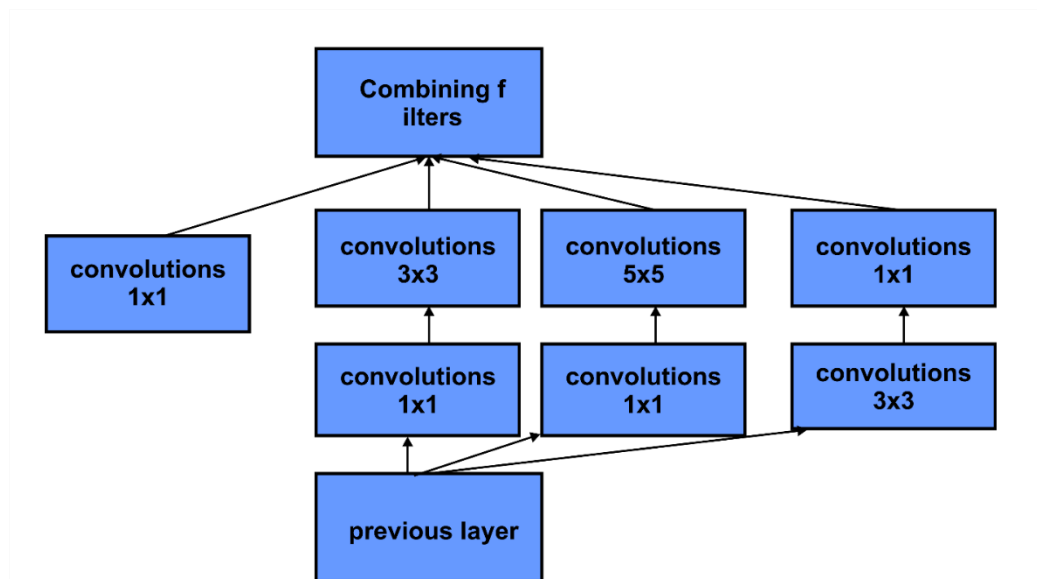 Combining f
ilters
convolutions
1x1
convolutions
3x3
convolutions
5x5
convolutions
1x1
convolutions
1x1
convolutions
1x1
convolutions
3x3
previous layer